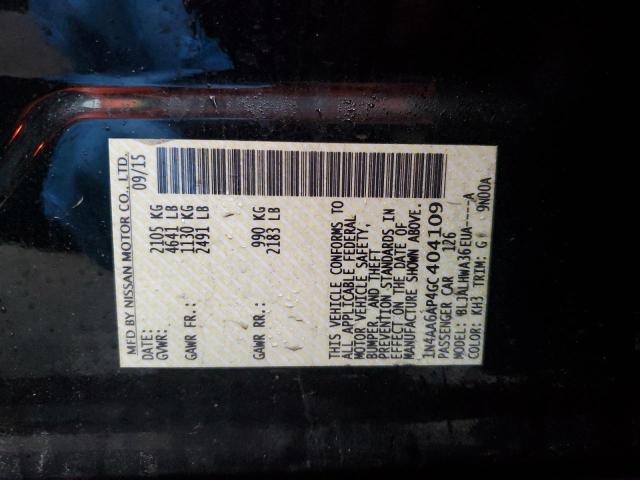 MFD BY NISSAN MOTOR CO., LTD.
09/15
GVWR: 2105 KG
4641 LB
GAWR FR: 1130 KG
2491 LB
GAWR RR: 990 KG
2183 LB
THIS VEHICLE CONFORMS TO
ALL APPLICABLE FEDERAL
MOTOR VEHICLE SAFETY,
BUMPER, AND THEFT
PREVENTION STANDARDS IN
EFFECT ON THE DATE OF
MANUFACTURE SHOWN ABOVE.
1N4AA6AP4GC404109
PASSENGER CAR 126
MODEL: BLJALHWA36EUA----A
COLOR: KH3 TRIM: G 9N00A